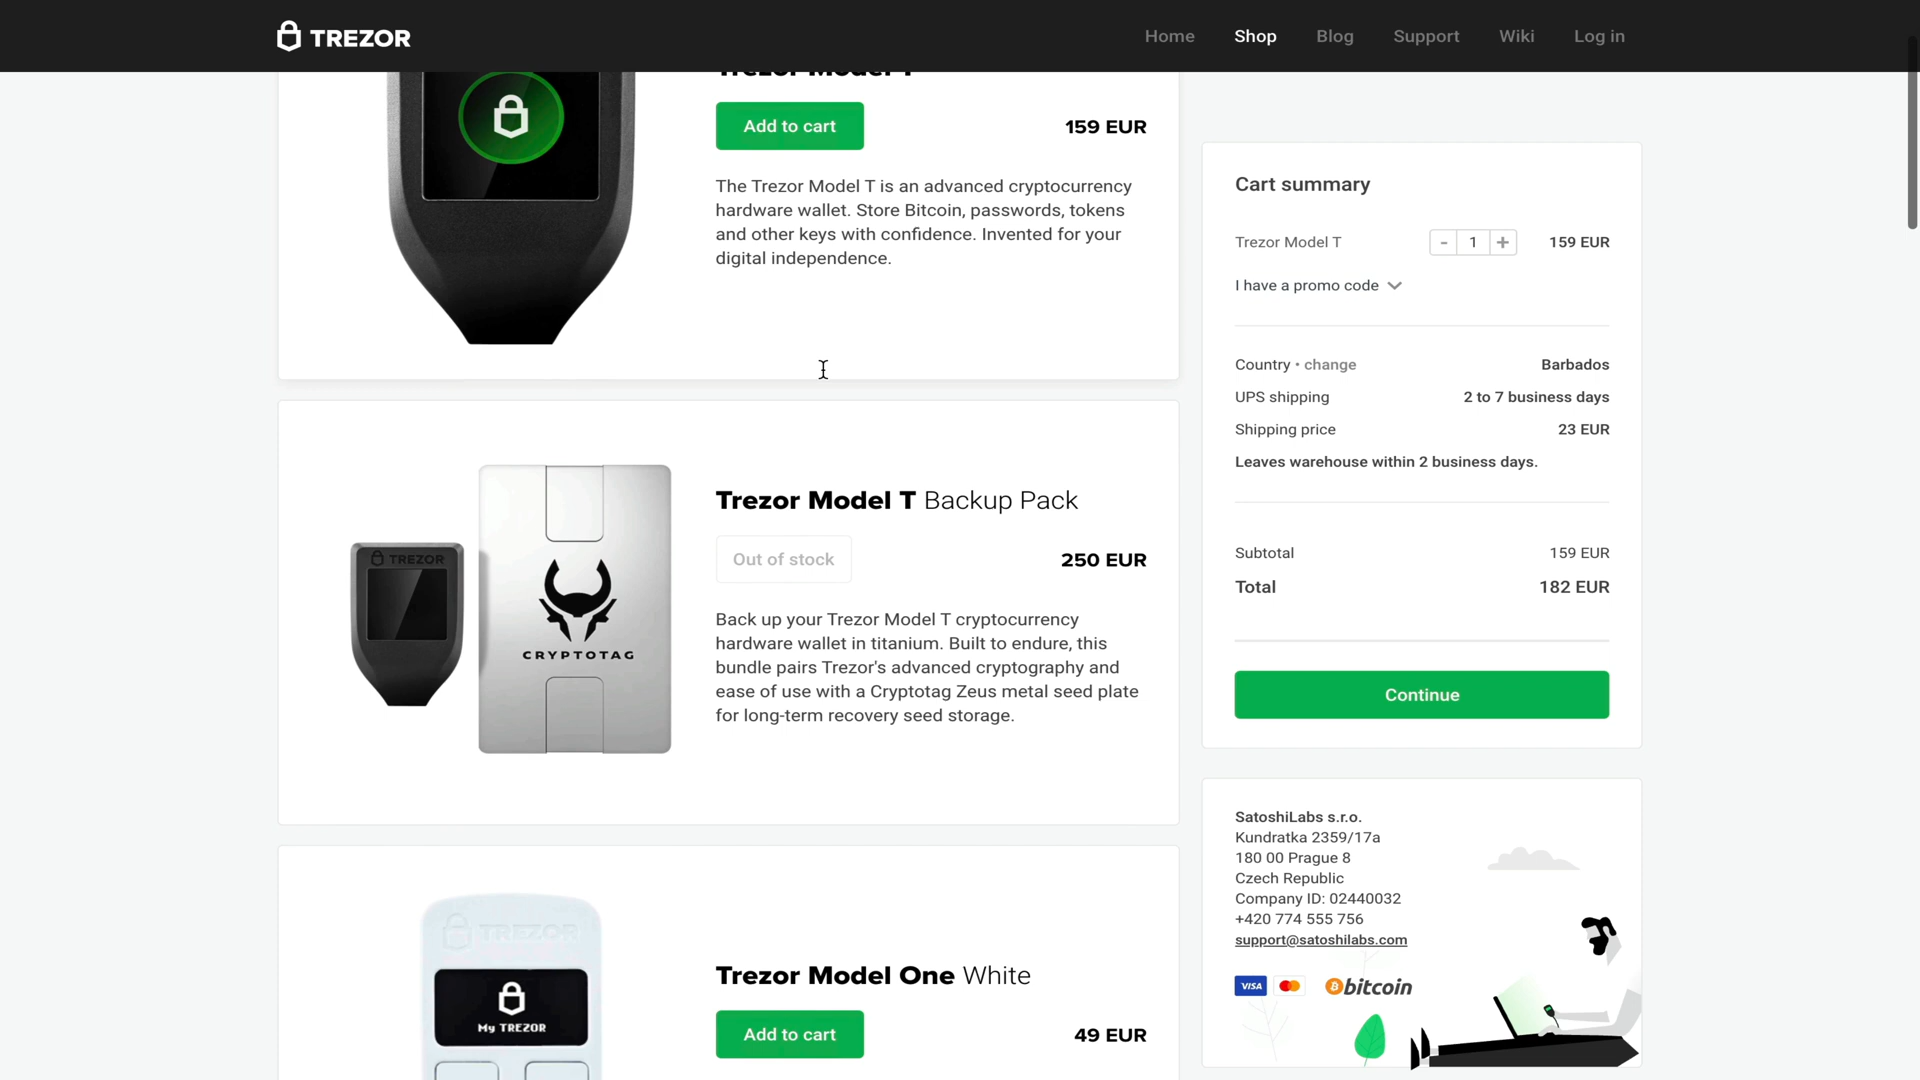 TREZOR
Home
Shop
Blog
Support
Wiki
Log in
Trezor Model T
Add to cart
159 EUR
The Trezor Model T is an advanced cryptocurrency
hardware wallet. Store Bitcoin, passwords, tokens
and other keys with confidence. Invented for your
digital independence.
TREZOR
CRYPTOTAG
Trezor Model T Backup Pack
Out of stock
250 EUR
Back up your Trezor Model T cryptocurrency
hardware wallet in titanium. Built to endure, this
bundle pairs Trezor's advanced cryptography and
ease of use with a Cryptotag Zeus metal seed plate
for long-term recovery seed storage.
TREZOR
My TREZOR
Trezor Model One White
Add to cart
49 EUR
Cart summary
Trezor Model T
- 1 +
159 EUR
I have a promo code
Country • change
Barbados
UPS shipping
2 to 7 business days
Shipping price
23 EUR
Leaves warehouse within 2 business days.
Subtotal
159 EUR
Total
182 EUR
Continue
SatoshiLabs s.r.o.
Kundratka 2359/17a
180 00 Prague 8
Czech Republic
Company ID: 02440032
+420 774 555 756
support@satoshilabs.com
VISA
bitcoin